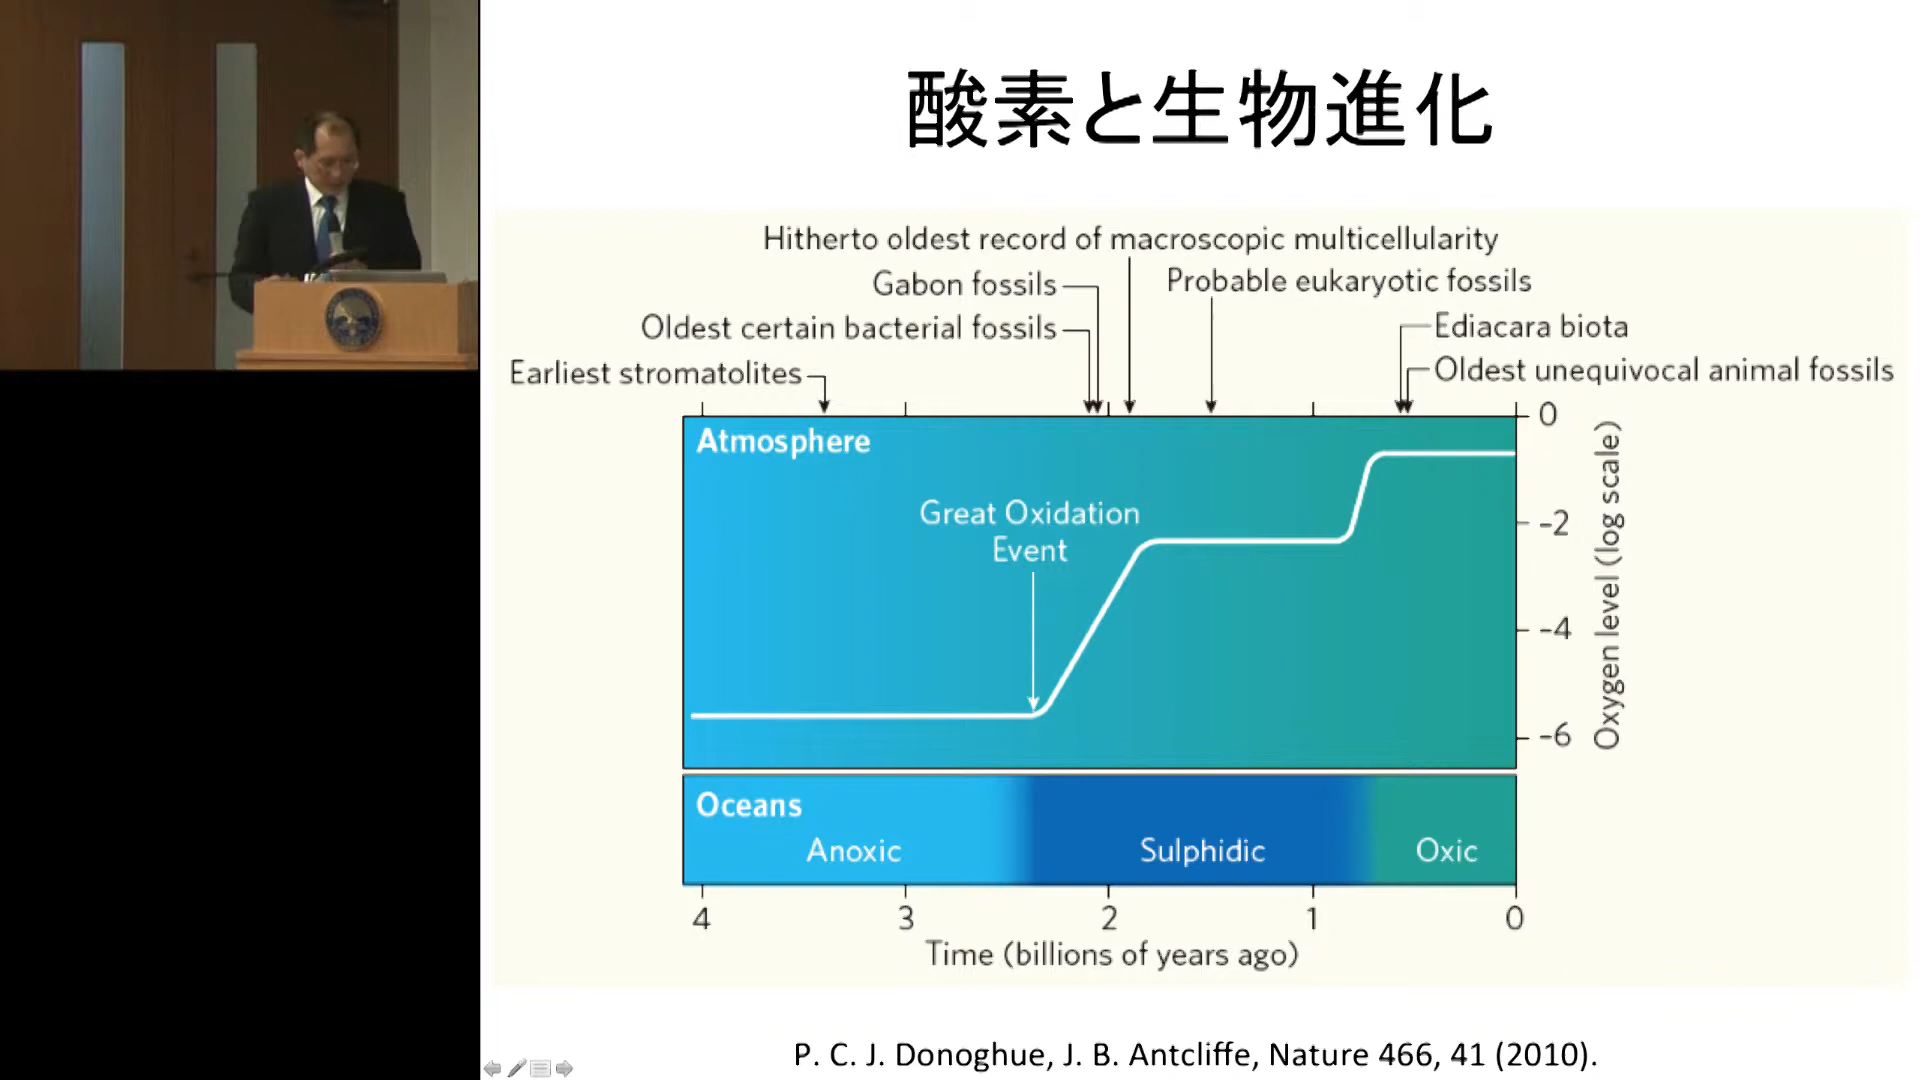 酸素と生物進化
Hitherto oldest record of macroscopic multicellularity
Gabon fossils
Probable eukaryotic fossils
Oldest certain bacterial fossils
Ediacara biota
Earliest stromatolites
Oldest unequivocal animal fossils
Atmosphere
Great Oxidation
Event
0
-2
-4
-6
Oxygen level (log scale)
Oceans
Anoxic
Sulphidic
Oxic
4
3
2
1
0
Time (billions of years ago)
P. C. J. Donoghue, J. B. Antcliffe, Nature 466, 41 (2010).